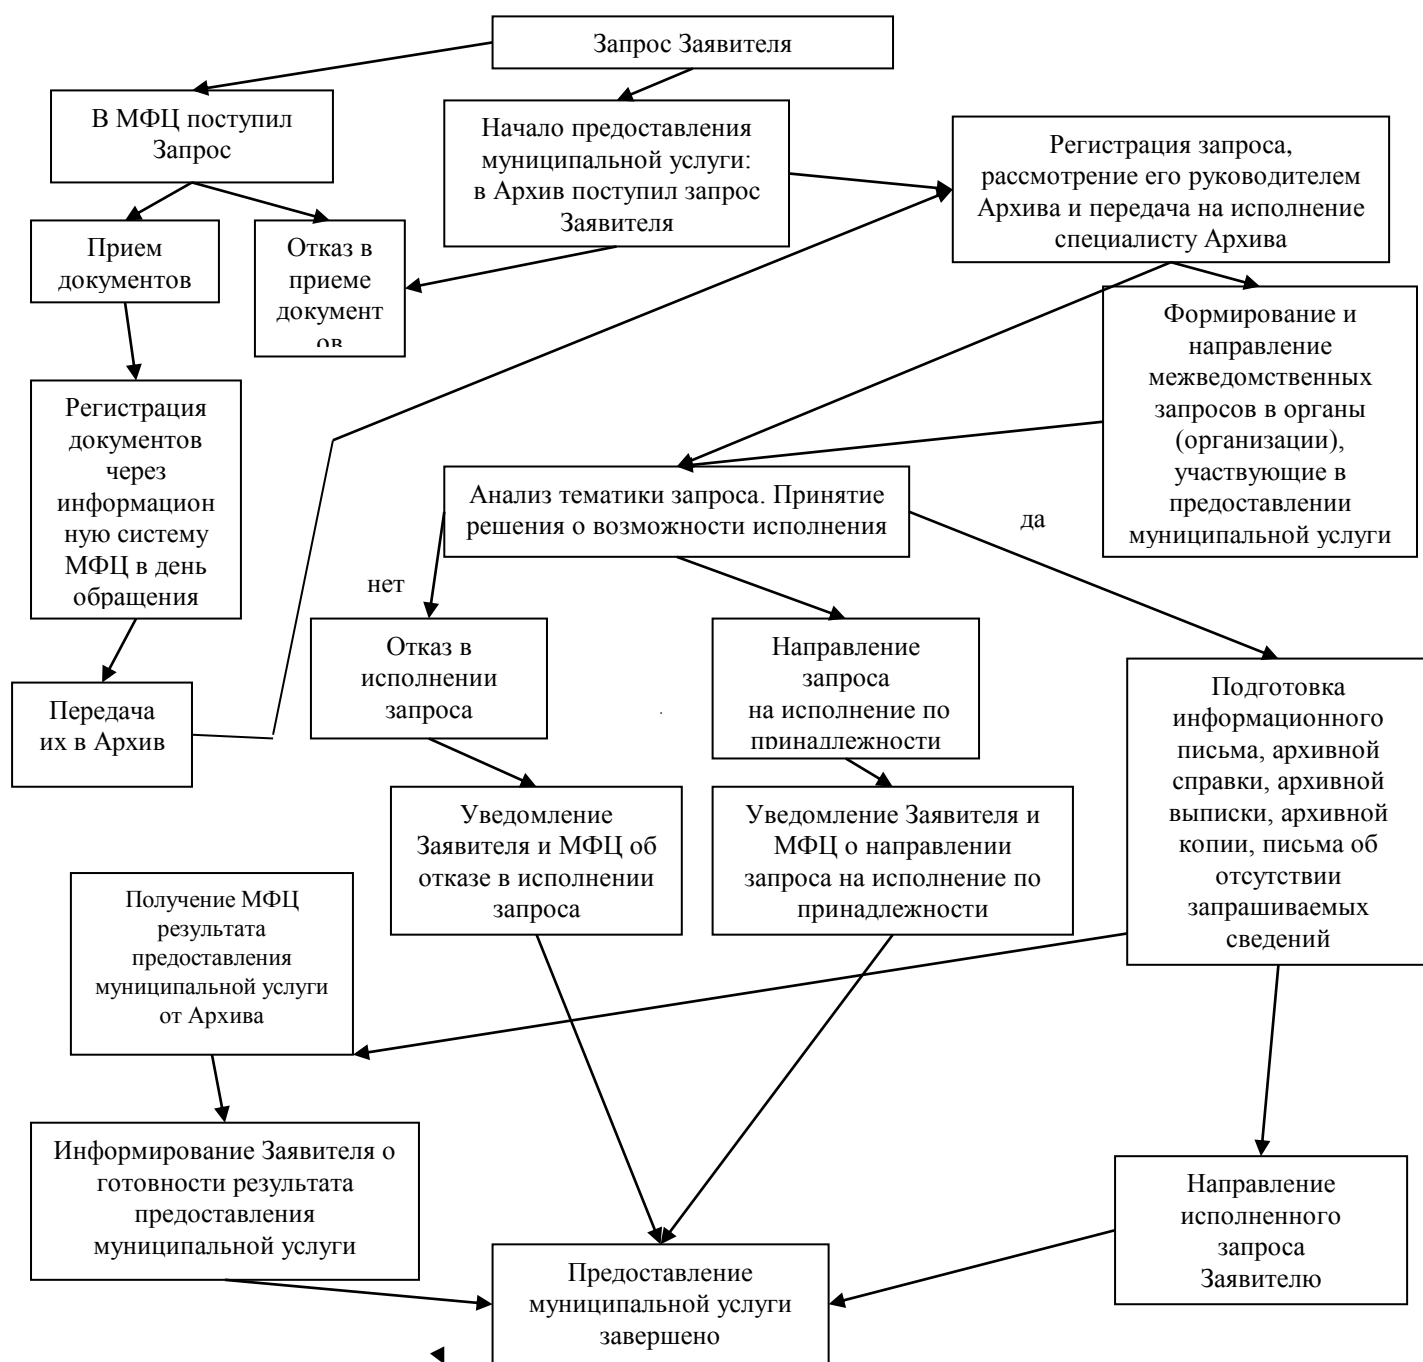 Запрос Заявителя
В МФЦ поступил
Запрос
Начало предоставления
муниципальной услуги:
в Архив поступил запрос
Заявителя
Регистрация запроса,
рассмотрение его руководителем
Архива и передача на исполнение
специалисту Архива
Прием
документов
Отказ в
приеме
документ
ов
Формирование и
направление
межведомственных
запросов в органы
(организации),
участвующие в
предоставлении
муниципальной услуги
Регистрация
документов
через
информацион
ную систему
МФЦ в день
обращения
Анализ тематики запроса. Принятие
решения о возможности исполнения
да
нет
Отказ в
исполнении
запроса
Направление
запроса
на исполнение по
принадлежности
Передача
их в Архив
Подготовка
информационного
письма, архивной
справки, архивной
выписки, архивной
копии, письма об
отсутствии
запрашиваемых
сведений
Уведомление
Заявителя и МФЦ об
отказе в исполнении
запроса
Уведомление Заявителя и
МФЦ о направлении
запроса на исполнение по
принадлежности
Получение МФЦ
результата
предоставления
муниципальной услуги
от Архива
Информирование Заявителя о
готовности результата
предоставления
муниципальной услуги
Направление
исполненного
запроса
Заявителю
Предоставление
муниципальной услуги
завершено